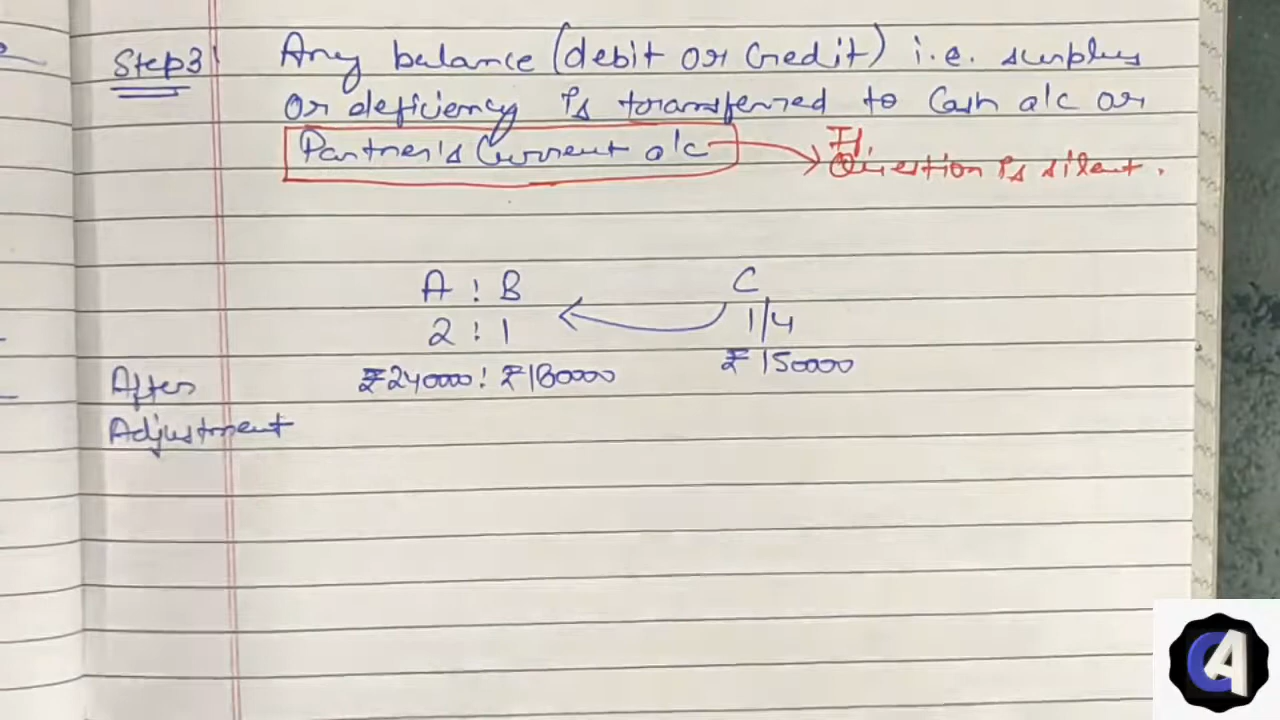 Step3! Any balance (debit or Credit) i.e. surplus
or deficiency is transferred to Cash a/c or
Partner's Current a/c If
Question is silent.
A : B C
2 : 1 1/4
After ₹240000 : ₹180000 ₹150000
Adjustment
CA